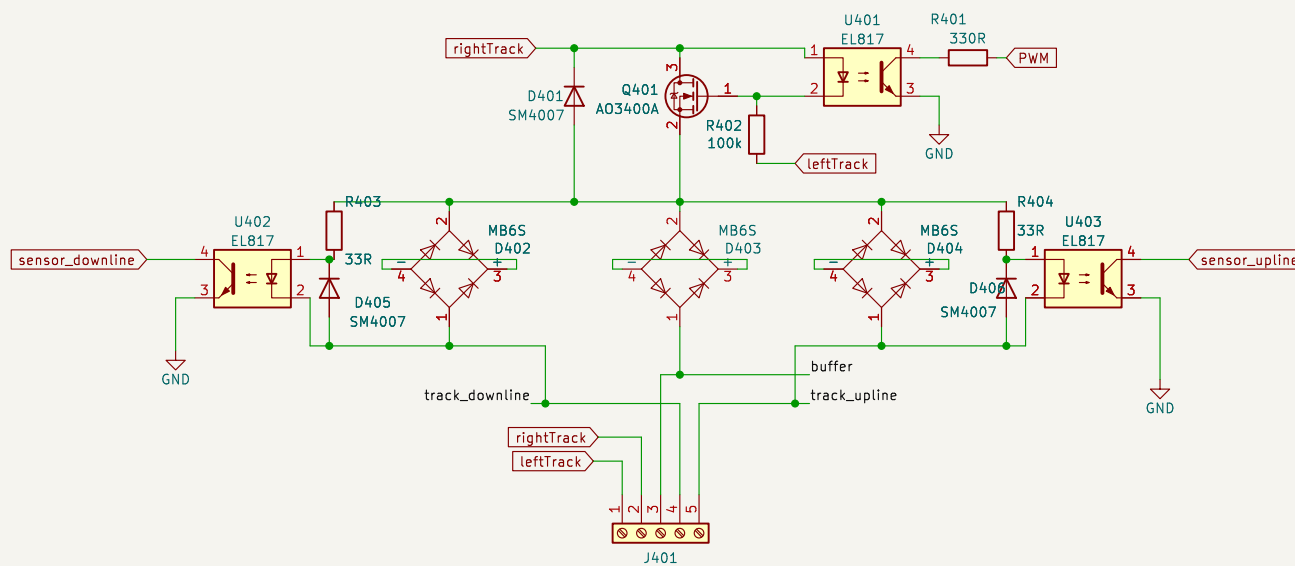 rightTrack
U401
EL817
1
2
4
3
R401
330R
PWM
GND
D401
SM4007
Q401
AO3400A
3
1
2
R402
100k
leftTrack
U402
EL817
sensor_downline
4
3
1
2
GND
R403
33R
D405
SM4007
MB6S
D402
2
−
4
+
3
1
MB6S
D403
2
−
4
+
3
1
MB6S
D404
2
−
4
+
3
1
R404
33R
D406
SM4007
U403
EL817
1
2
4
3
sensor_upline
GND
buffer
track_downline
track_upline
rightTrack
leftTrack
1
2
3
4
5
J401